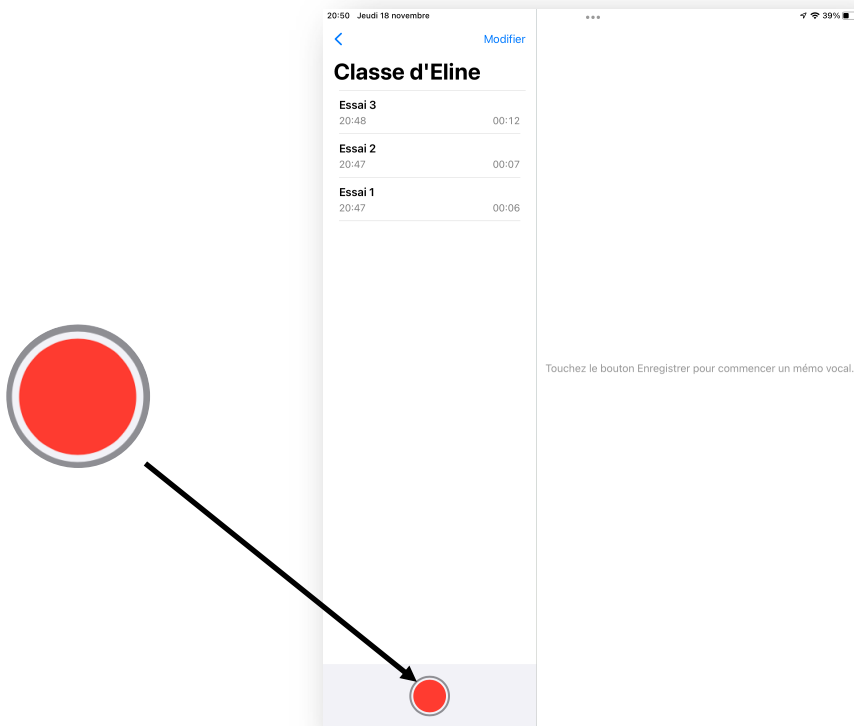 20:50 Jeudi 18 novembre
39%
Modifier
Classe d'Eline
Essai 3
20:48 00:12
Essai 2
20:47 00:07
Essai 1
20:47 00:06
Touchez le bouton Enregistrer pour commencer un mémo vocal.